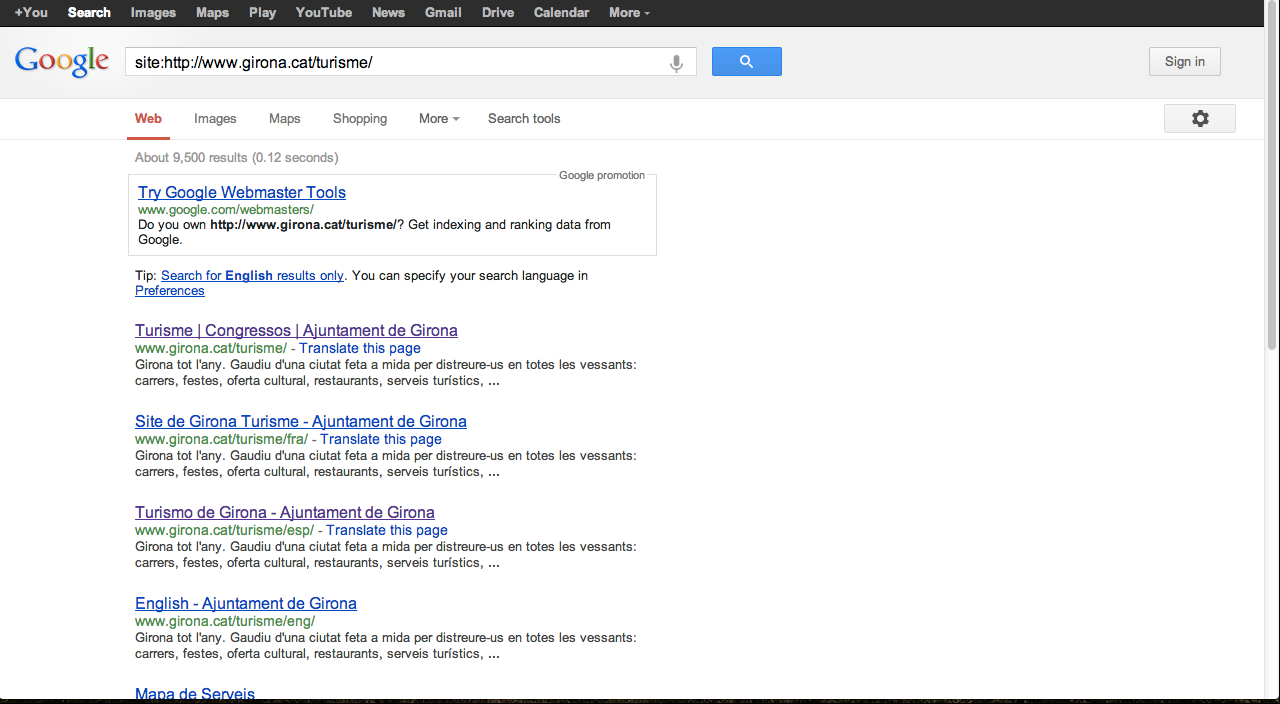 +You Search Images Maps Play YouTube News Gmail Drive Calendar More
Google site:http://www.girona.cat/turisme/ Sign in
Web Images Maps Shopping More Search tools
About 9,500 results (0.12 seconds)
Google promotion
Try Google Webmaster Tools
www.google.com/webmasters/
Do you own http://www.girona.cat/turisme/? Get indexing and ranking data from
Google.
Tip: Search for English results only. You can specify your search language in
Preferences
Turisme | Congressos | Ajuntament de Girona
www.girona.cat/turisme/ - Translate this page
Girona tot l'any. Gaudiu d'una ciutat feta a mida per distreure-us en totes les vessants:
carrers, festes, oferta cultural, restaurants, serveis turístics, ...
Site de Girona Turisme - Ajuntament de Girona
www.girona.cat/turisme/fra/ - Translate this page
Girona tot l'any. Gaudiu d'una ciutat feta a mida per distreure-us en totes les vessants:
carrers, festes, oferta cultural, restaurants, serveis turístics, ...
Turismo de Girona - Ajuntament de Girona
www.girona.cat/turisme/esp/ - Translate this page
Girona tot l'any. Gaudiu d'una ciutat feta a mida per distreure-us en totes les vessants:
carrers, festes, oferta cultural, restaurants, serveis turístics, ...
English - Ajuntament de Girona
www.girona.cat/turisme/eng/
Girona tot l'any. Gaudiu d'una ciutat feta a mida per distreure-us en totes les vessants:
carrers, festes, oferta cultural, restaurants, serveis turístics, ...
Mapa de Serveis